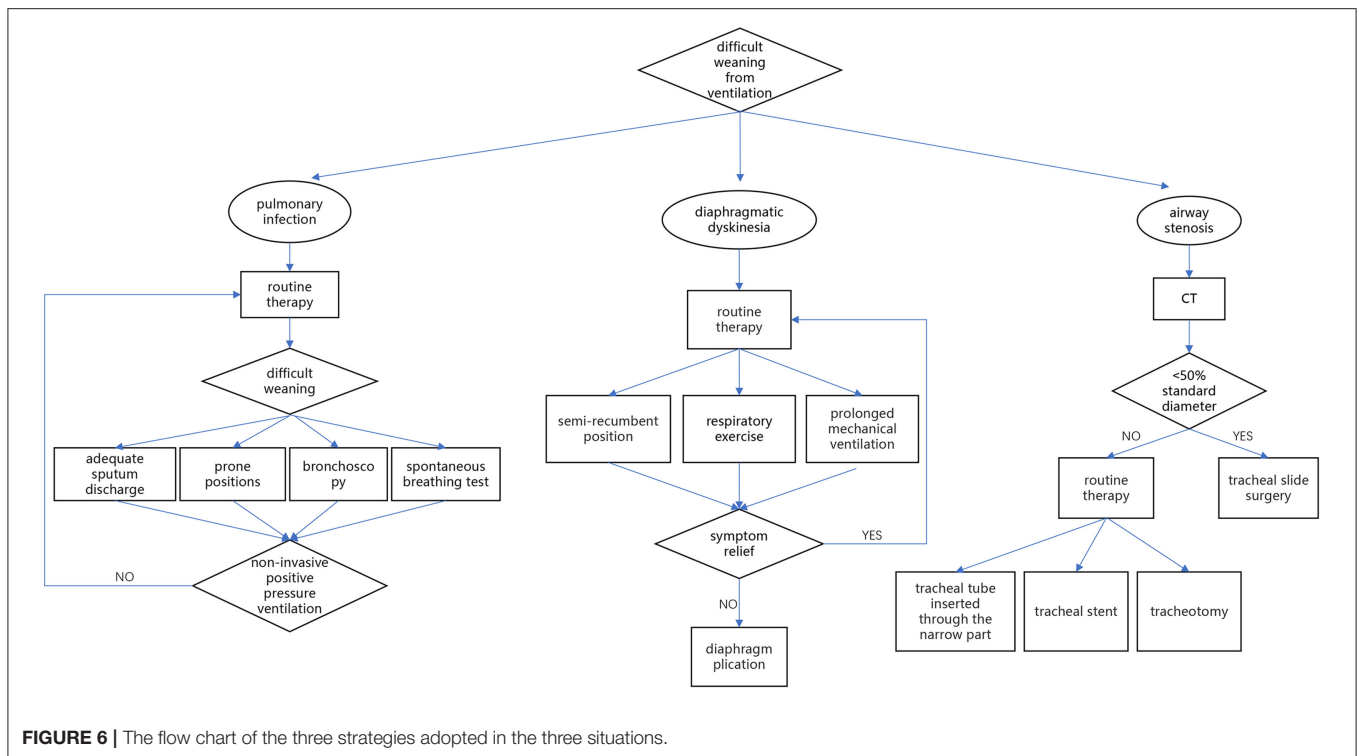 difficult
weaning
from
ventilation
pulmonary
infection
routine
therapy
difficult
weaning
adequate
sputum
discharge
prone
positions
bronchosco
py
spontaneous
breathing test
non-invasive
positive
pressure
ventilation
NO
diaphragmatic
dyskinesia
routine
therapy
semi-recumbent
position
respiratory
exercise
prolonged
mechanical
ventilation
symptom
relief
YES
NO
diaphragm
plication
airway
stenosis
CT
<50%
standard
diameter
NO
YES
routine
therapy
tracheal slide
surgery
tracheal tube
inserted
through the
narrow part
tracheal stent
tracheotomy
FIGURE 6 | The flow chart of the three strategies adopted in the three situations.